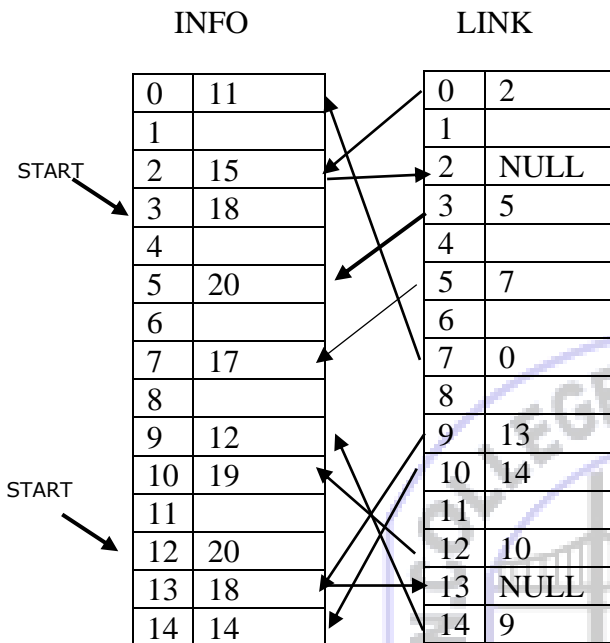 INFO LINK
0 11 0 2
1 1
START 2 15 2 NULL
3 18 3 5
4 4
5 20 5 7
6 6
7 17 7 0
8 8
9 12 9 13
START 10 19 10 14
11 11
12 20 12 10
13 18 13 NULL
14 14 14 9